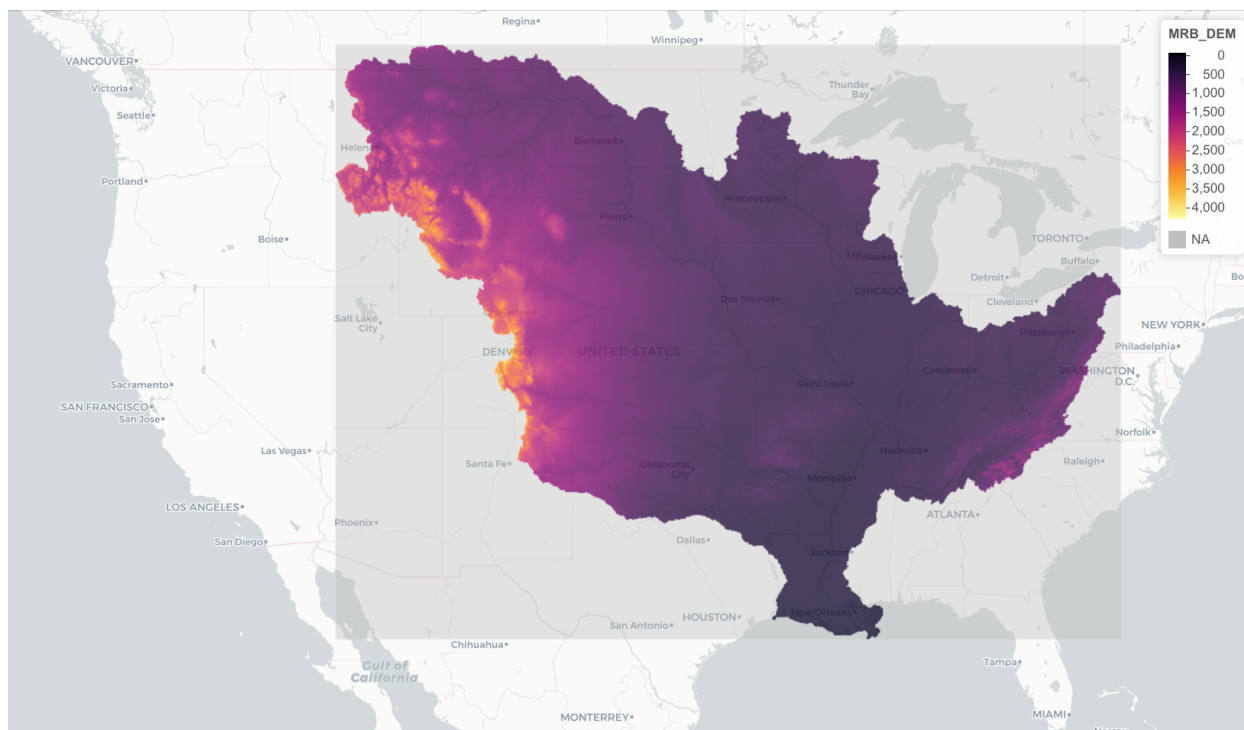 Regina
Winnipeg
VANCOUVER
Victoria
Seattle
Thunder
Bay
Helena
Bismarck
Portland
Minneapolis
Pierre
Boise
TORONTO
Milwaukee
Buffalo
Detroit
CHICAGO
Des Moines
Cleveland
Cheyenne
Salt Lake
City
NEW YORK
Pittsburgh
DENVER
UNITED STATES
Philadelphia
Cincinnati
WASHINGTON
D.C.
Sacramento
Saint Louis
SAN FRANCISCO
San Jose
Norfolk
Las Vegas
Nashville
Raleigh
Santa Fe
Oklahoma
City
Memphis
LOS ANGELES
ATLANTA
Phoenix
San Diego
Dallas
Jackson
New Orleans
HOUSTON
San Antonio
Chihuahua
Tampa
Gulf of
California
MONTERREY
MIAMI
MRB_DEM
0
500
1,000
1,500
2,000
2,500
3,000
3,500
4,000
NA